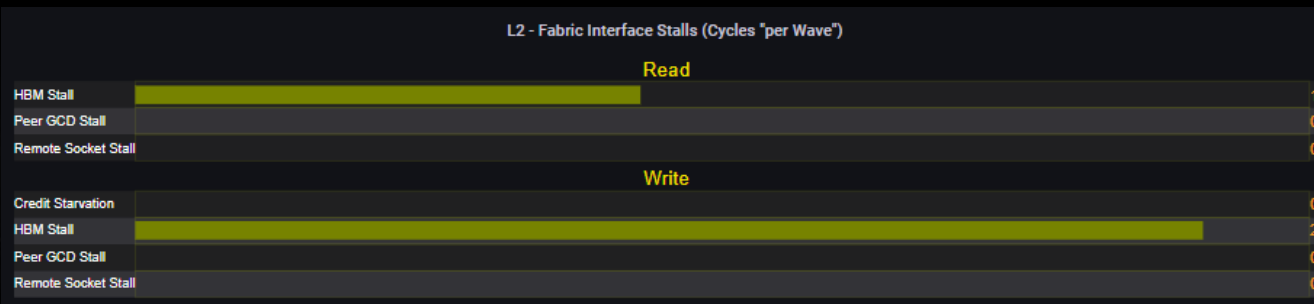 L2 - Fabric Interface Stalls (Cycles "per Wave")
Read
HBM Stall
Peer GCD Stall
Remote Socket Stall
Write
Credit Starvation
HBM Stall
Peer GCD Stall
Remote Socket Stall